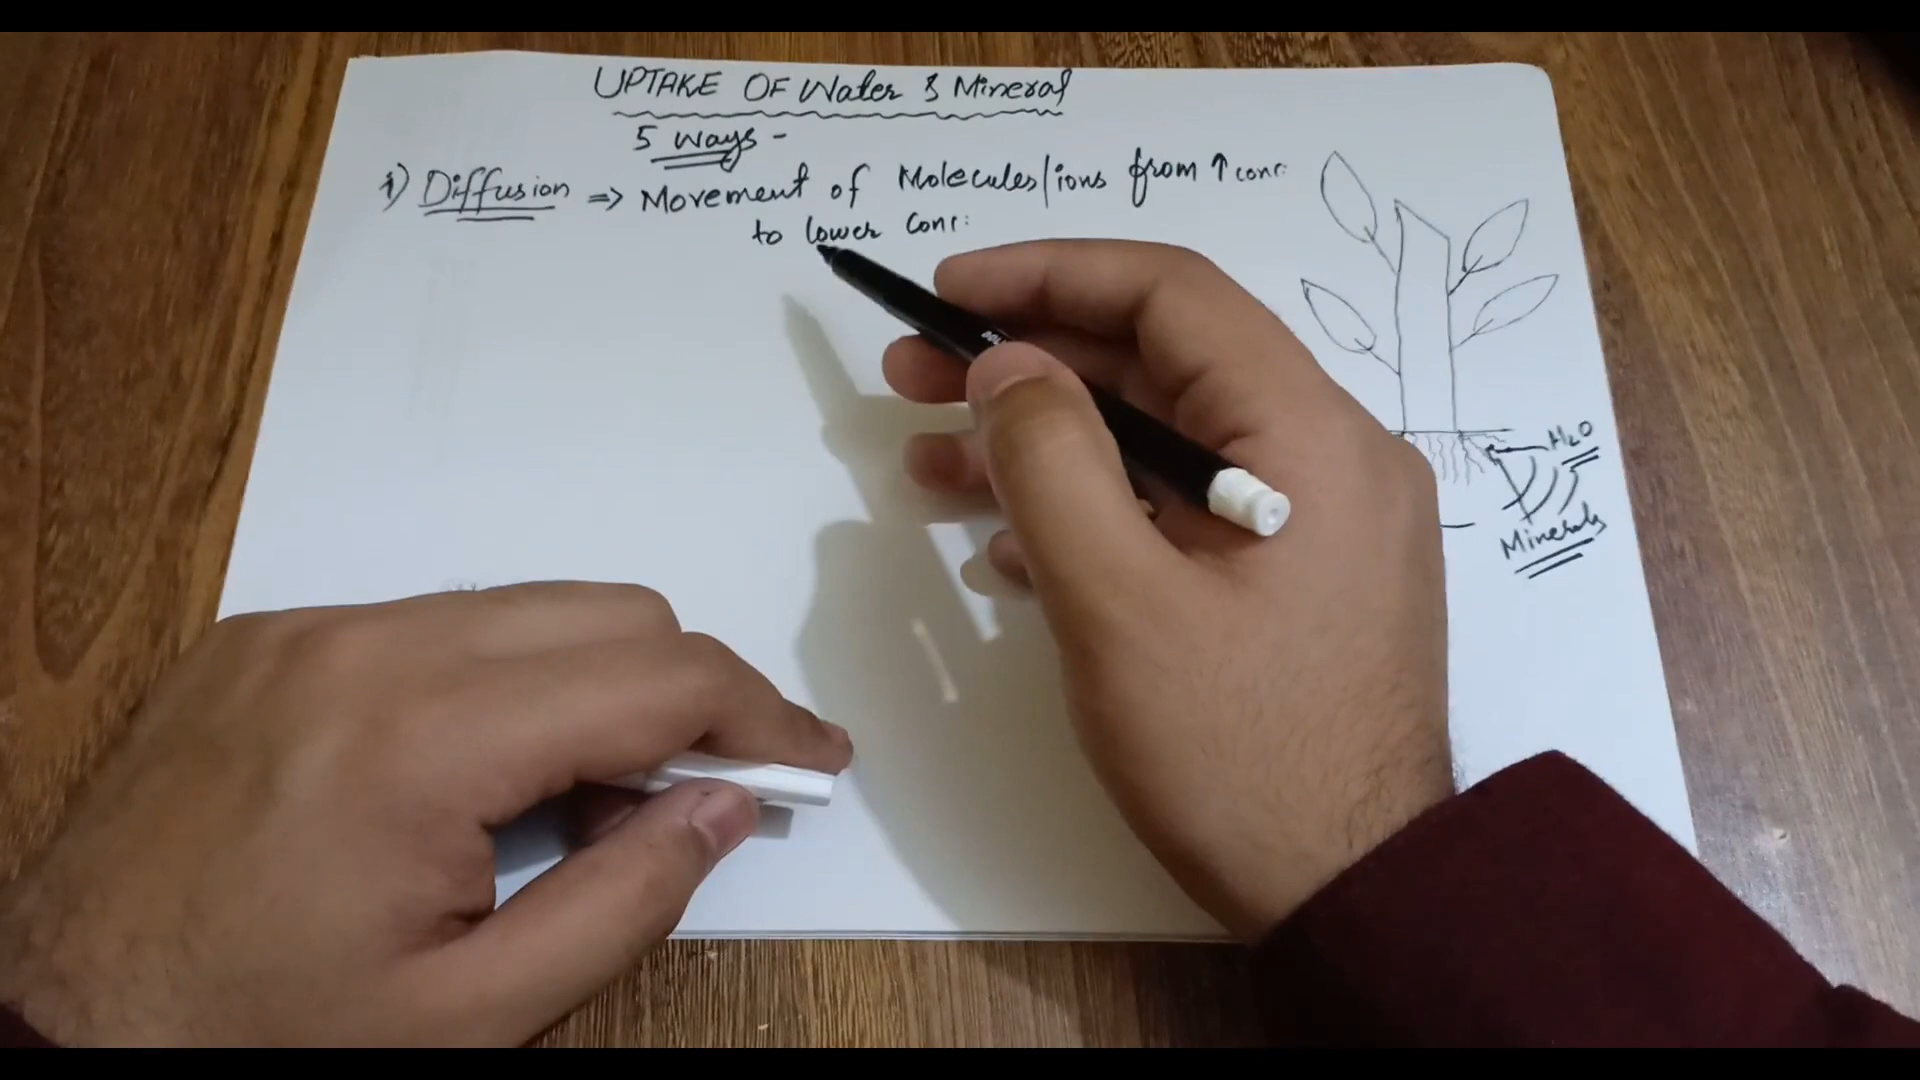 UPTAKE OF Water & Mineral
5 ways -
i) Diffusion => Movement of Molecules/ions from ↑ conc:
to lower conc:
H2O
Minerals